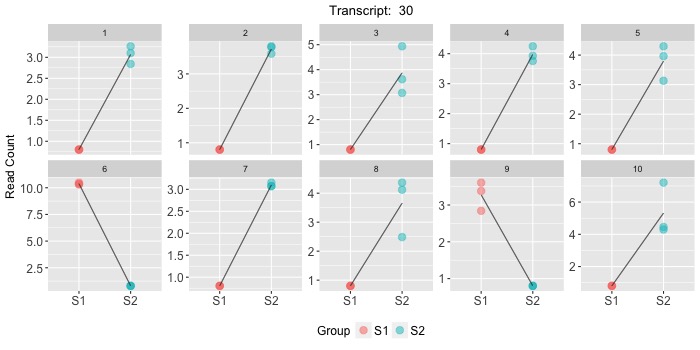 Transcript: 30
1 2 3 4 5
3.0 2.5 2.0 1.5 1.0
3 2 1
5 4 3 2 1
4 3 2 1
4 3 2 1
Read Count
6 7 8 9 10
10.0 7.5 5.0 2.5
3.0 2.5 2.0 1.5 1.0
4 3 2 1
3 2 1
6 4 2
S1 S2 S1 S2 S1 S2 S1 S2 S1 S2
Group S1 S2